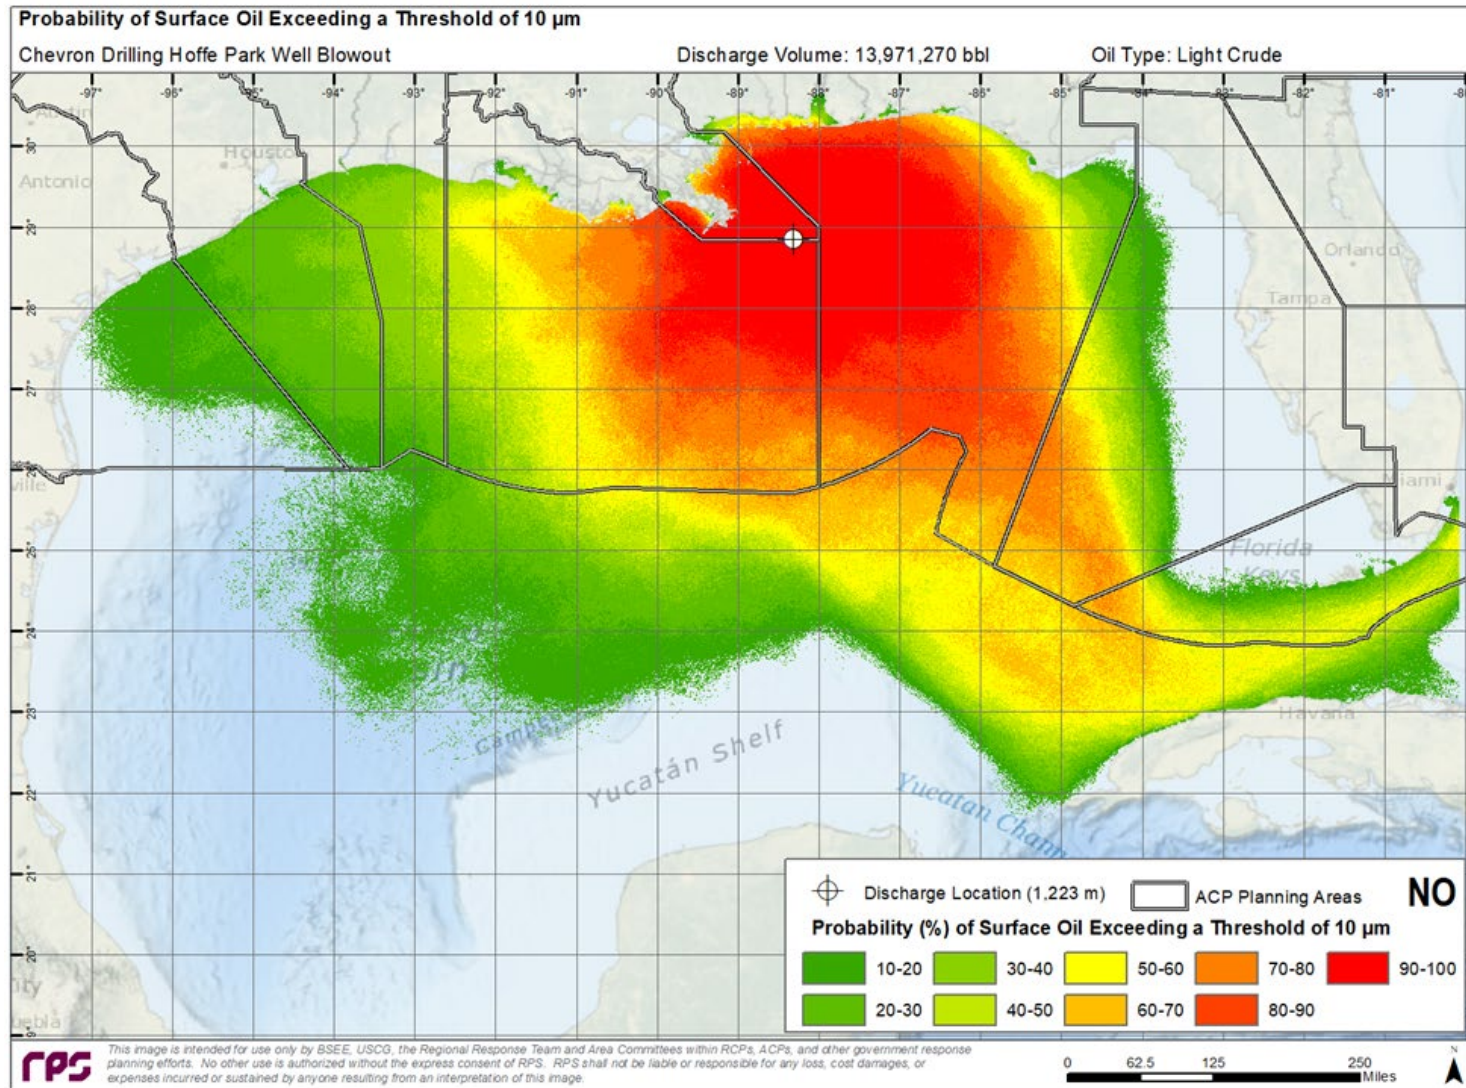 Probability of Surface Oil Exceeding a Threshold of 10 µm
Chevron Drilling Hoffe Park Well Blowout Discharge Volume: 13,971,270 bbl Oil Type: Light Crude
-97° -96° -95° -94° -93° -92° -91° -90° -89° -88° -87° -86° -85° -84° -83° -82° -81°
30°
Houston
Antonio
29°
Orlando
Tampa
28°
27°
26°
ville
Miami
25°
Florida
Keys
24°
23°
Havana
Yucatán Shelf
22°
Yucatan Chann
21°
20°
ity
uebla
Discharge Location (1,223 m) ACP Planning Areas NO
Probability (%) of Surface Oil Exceeding a Threshold of 10 µm
10-20 30-40 50-60 70-80 90-100
20-30 40-50 60-70 80-90
RPS
This image is intended for use only by BSEE, USCG, the Regional Response Team and Area Committees within RCPs, ACPs, and other government response
planning efforts. No other use is authorized without the express consent of RPS. RPS shall not be liable or responsible for any loss, cost damages, or
expenses incurred or sustained by anyone resulting from an interpretation of this image.
N
0 62.5 125 250
Miles